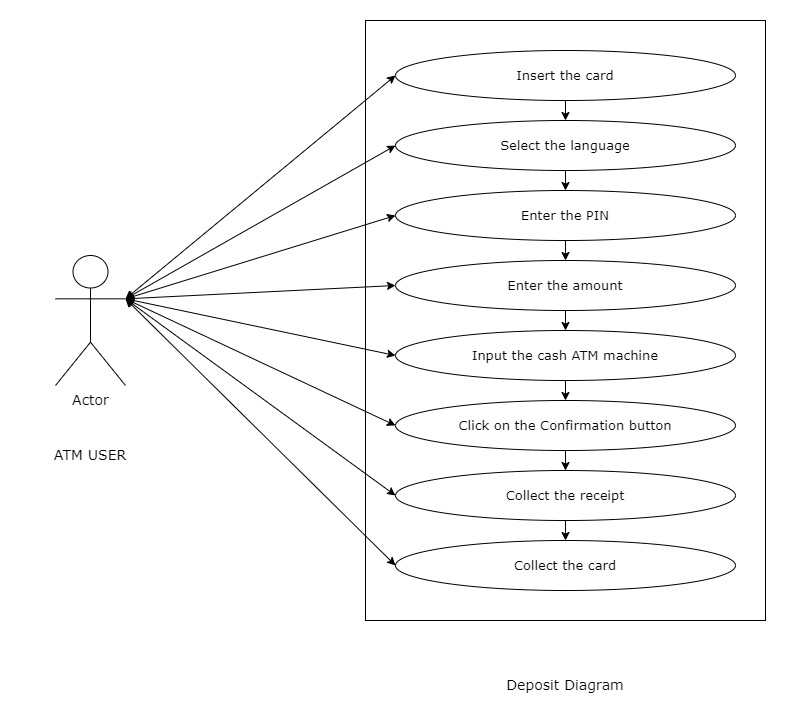 Insert the card
Select the language
Enter the PIN
Enter the amount
Input the cash ATM machine
Click on the Confirmation button
Collect the receipt
Collect the card
Actor
ATM USER
Deposit Diagram